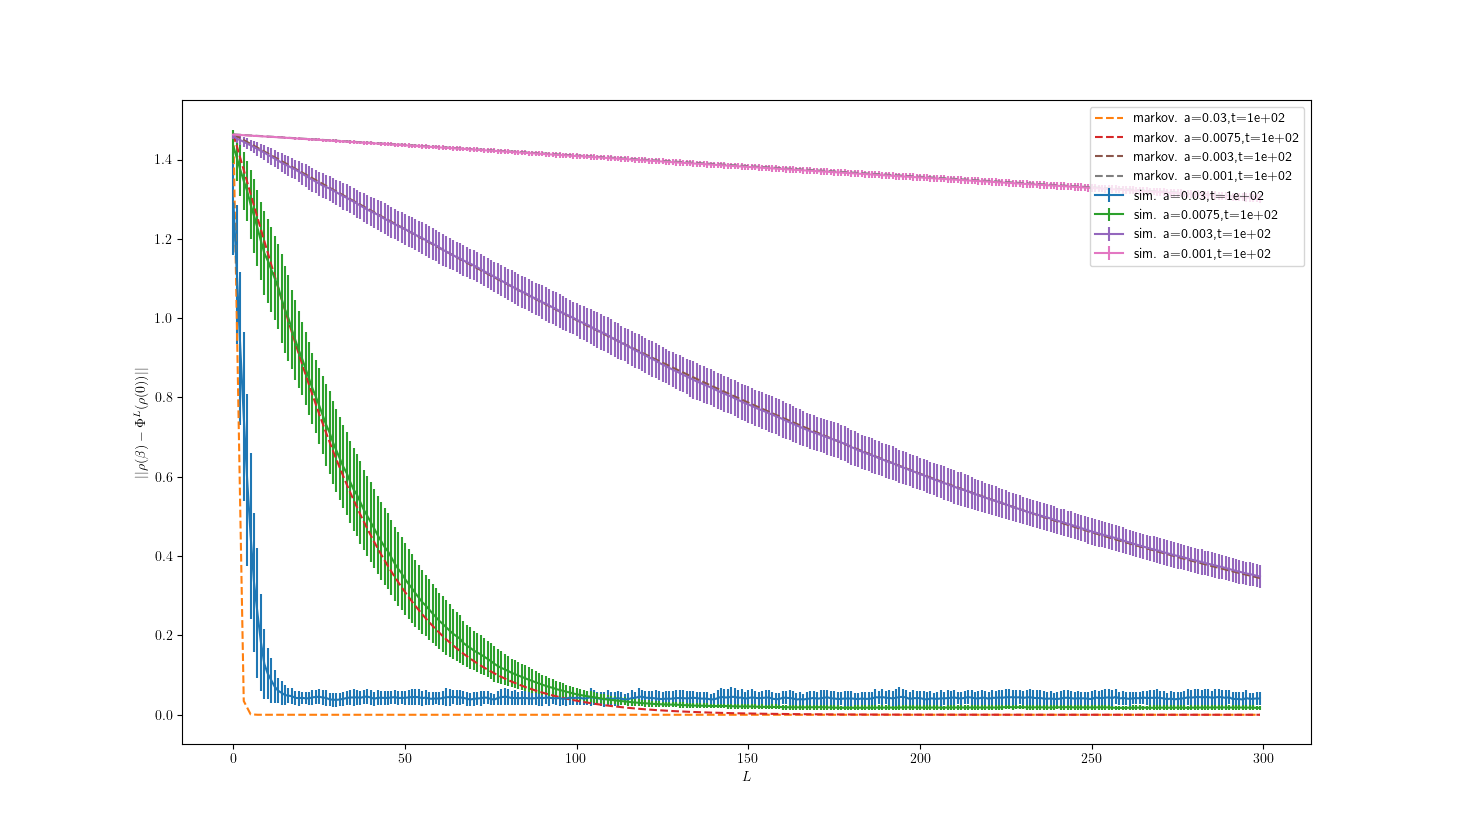 markov. a=0.03,t=1e+02
markov. a=0.0075,t=1e+02
markov. a=0.003,t=1e+02
markov. a=0.001,t=1e+02
sim. a=0.03,t=1e+02
sim. a=0.0075,t=1e+02
sim. a=0.003,t=1e+02
sim. a=0.001,t=1e+02
||ρ(β) − Φ^L(ρ(0))||
1.4
1.2
1.0
0.8
0.6
0.4
0.2
0.0
0 50 100 150 200 250 300
L